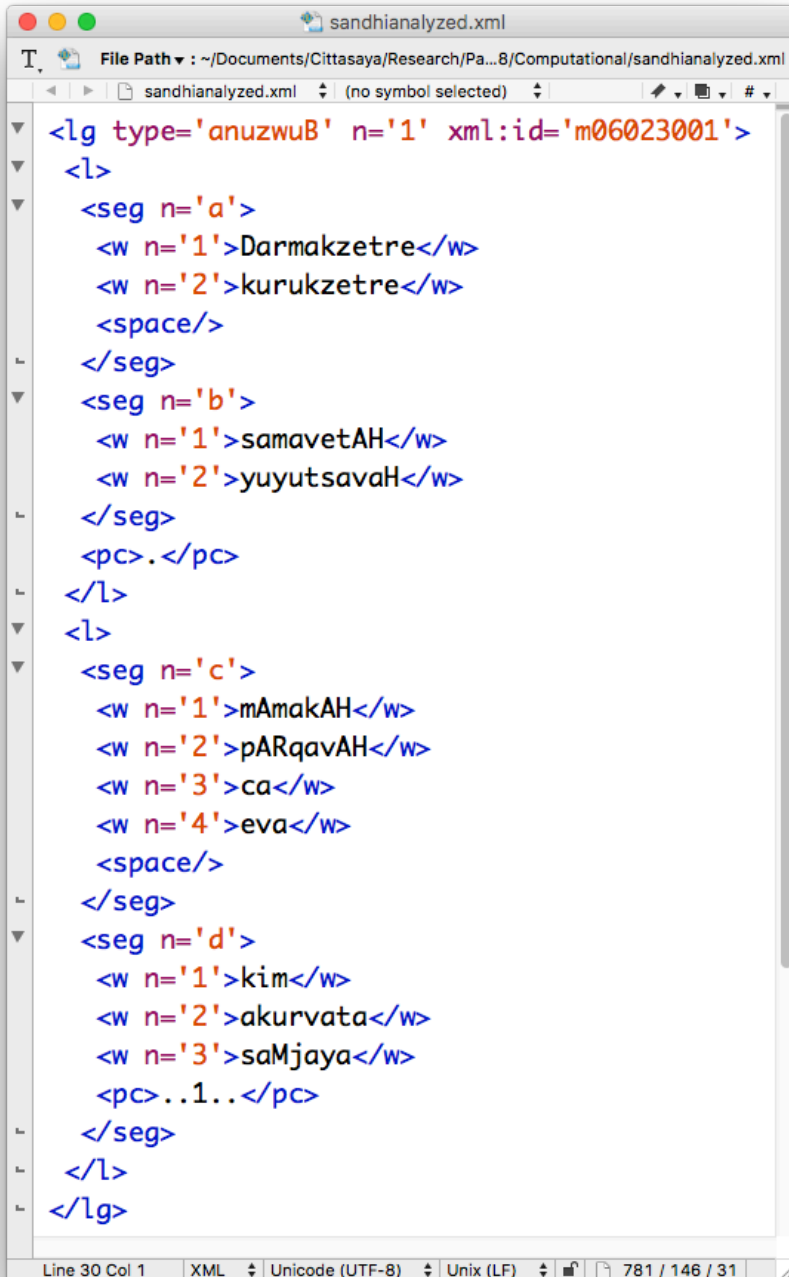 sandhianalyzed.xml
File Path ▾ : ~/Documents/Cittasaya/Research/Pa...8/Computational/sandhianalyzed.xml
sandhianalyzed.xml (no symbol selected) #
<lg type='anuzwuB' n='1' xml:id='m06023001'>
<l>
<seg n='a'>
<w n='1'>Darmakzetre</w>
<w n='2'>kurukzetre</w>
<space/>
</seg>
<seg n='b'>
<w n='1'>samavetAH</w>
<w n='2'>yuyutsavaH</w>
</seg>
<pc>.</pc>
</l>
<l>
<seg n='c'>
<w n='1'>mAmakAH</w>
<w n='2'>pARqavAH</w>
<w n='3'>ca</w>
<w n='4'>eva</w>
<space/>
</seg>
<seg n='d'>
<w n='1'>kim</w>
<w n='2'>akurvata</w>
<w n='3'>saMjaya</w>
<pc>..1..</pc>
</seg>
</l>
</lg>
Line 30 Col 1 XML Unicode (UTF-8) Unix (LF) 781 / 146 / 31